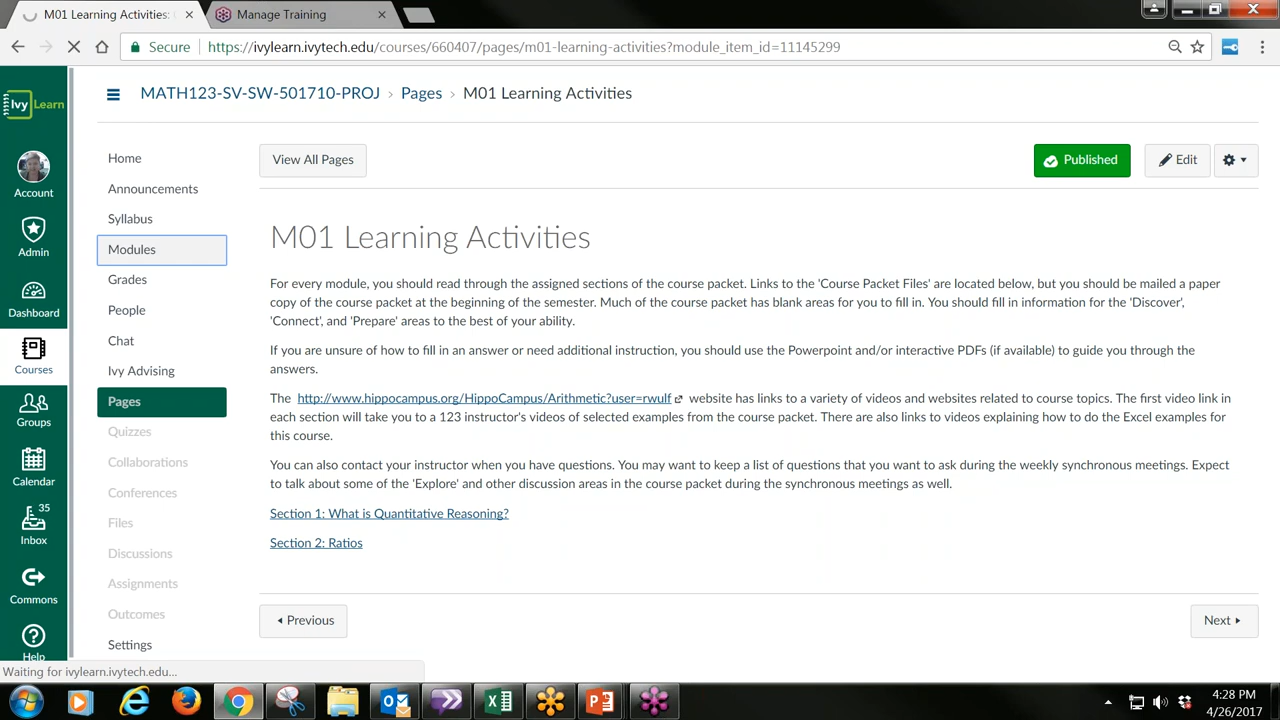 M01 Learning Activities:
Manage Training
Secure
https://ivylearn.ivytech.edu/courses/660407/pages/m01-learning-activities?module_item_id=11145299
Ivy Learn
MATH123-SV-SW-501710-PROJ > Pages > M01 Learning Activities
Account
Admin
Dashboard
Courses
Groups
Calendar
35
Inbox
Commons
Help
Home
Announcements
Syllabus
Modules
Grades
People
Chat
Ivy Advising
Pages
Quizzes
Collaborations
Conferences
Files
Discussions
Assignments
Outcomes
Settings
View All Pages
Published
Edit
M01 Learning Activities
For every module, you should read through the assigned sections of the course packet. Links to the 'Course Packet Files' are located below, but you should be mailed a paper
copy of the course packet at the beginning of the semester. Much of the course packet has blank areas for you to fill in. You should fill in information for the 'Discover',
'Connect', and 'Prepare' areas to the best of your ability.
If you are unsure of how to fill in an answer or need additional instruction, you should use the Powerpoint and/or interactive PDFs (if available) to guide you through the
answers.
The http://www.hippocampus.org/HippoCampus/Arithmetic?user=rwulf website has links to a variety of videos and websites related to course topics. The first video link in
each section will take you to a 123 instructor's videos of selected examples from the course packet. There are also links to videos explaining how to do the Excel examples for
this course.
You can also contact your instructor when you have questions. You may want to keep a list of questions that you want to ask during the weekly synchronous meetings. Expect
to talk about some of the 'Explore' and other discussion areas in the course packet during the synchronous meetings as well.
Section 1: What is Quantitative Reasoning?
Section 2: Ratios
Previous
Next
Waiting for ivylearn.ivytech.edu...
4:28 PM
4/26/2017